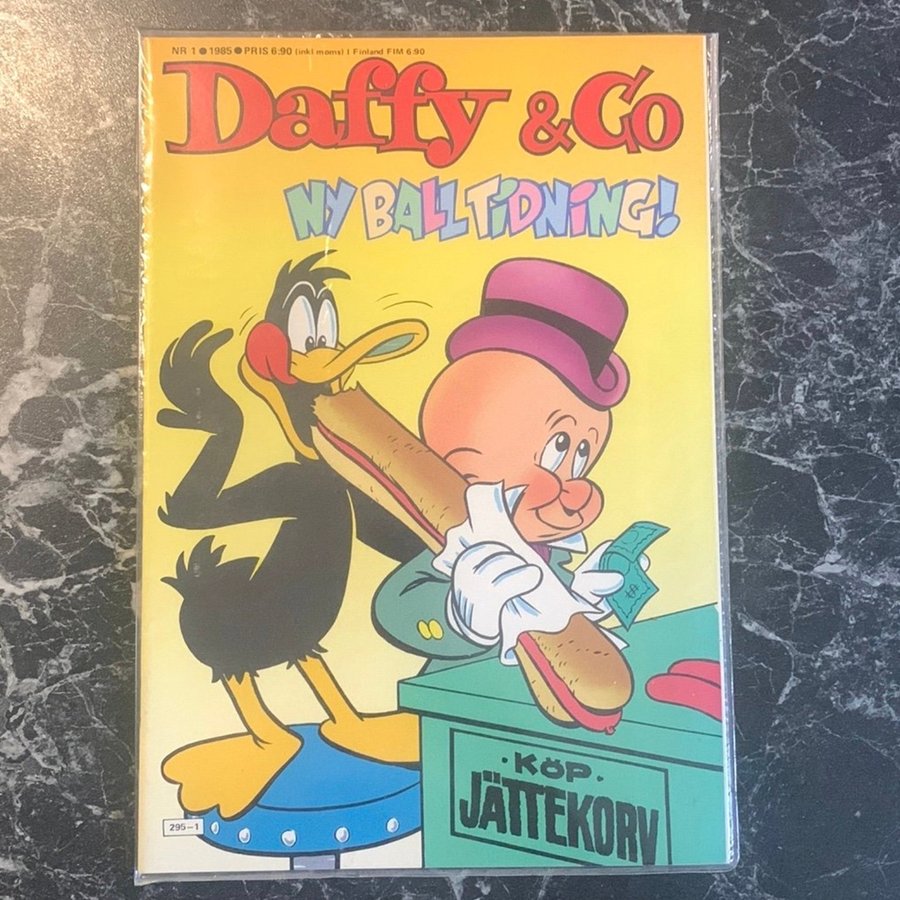 NR 1 ● 1985 ● PRIS 6:90 (inkl moms) I Finland FIM 6:90
Daffy & Co
NY BALL TIDNING!
$
· KÖP ·
JÄTTEKORV
295-1